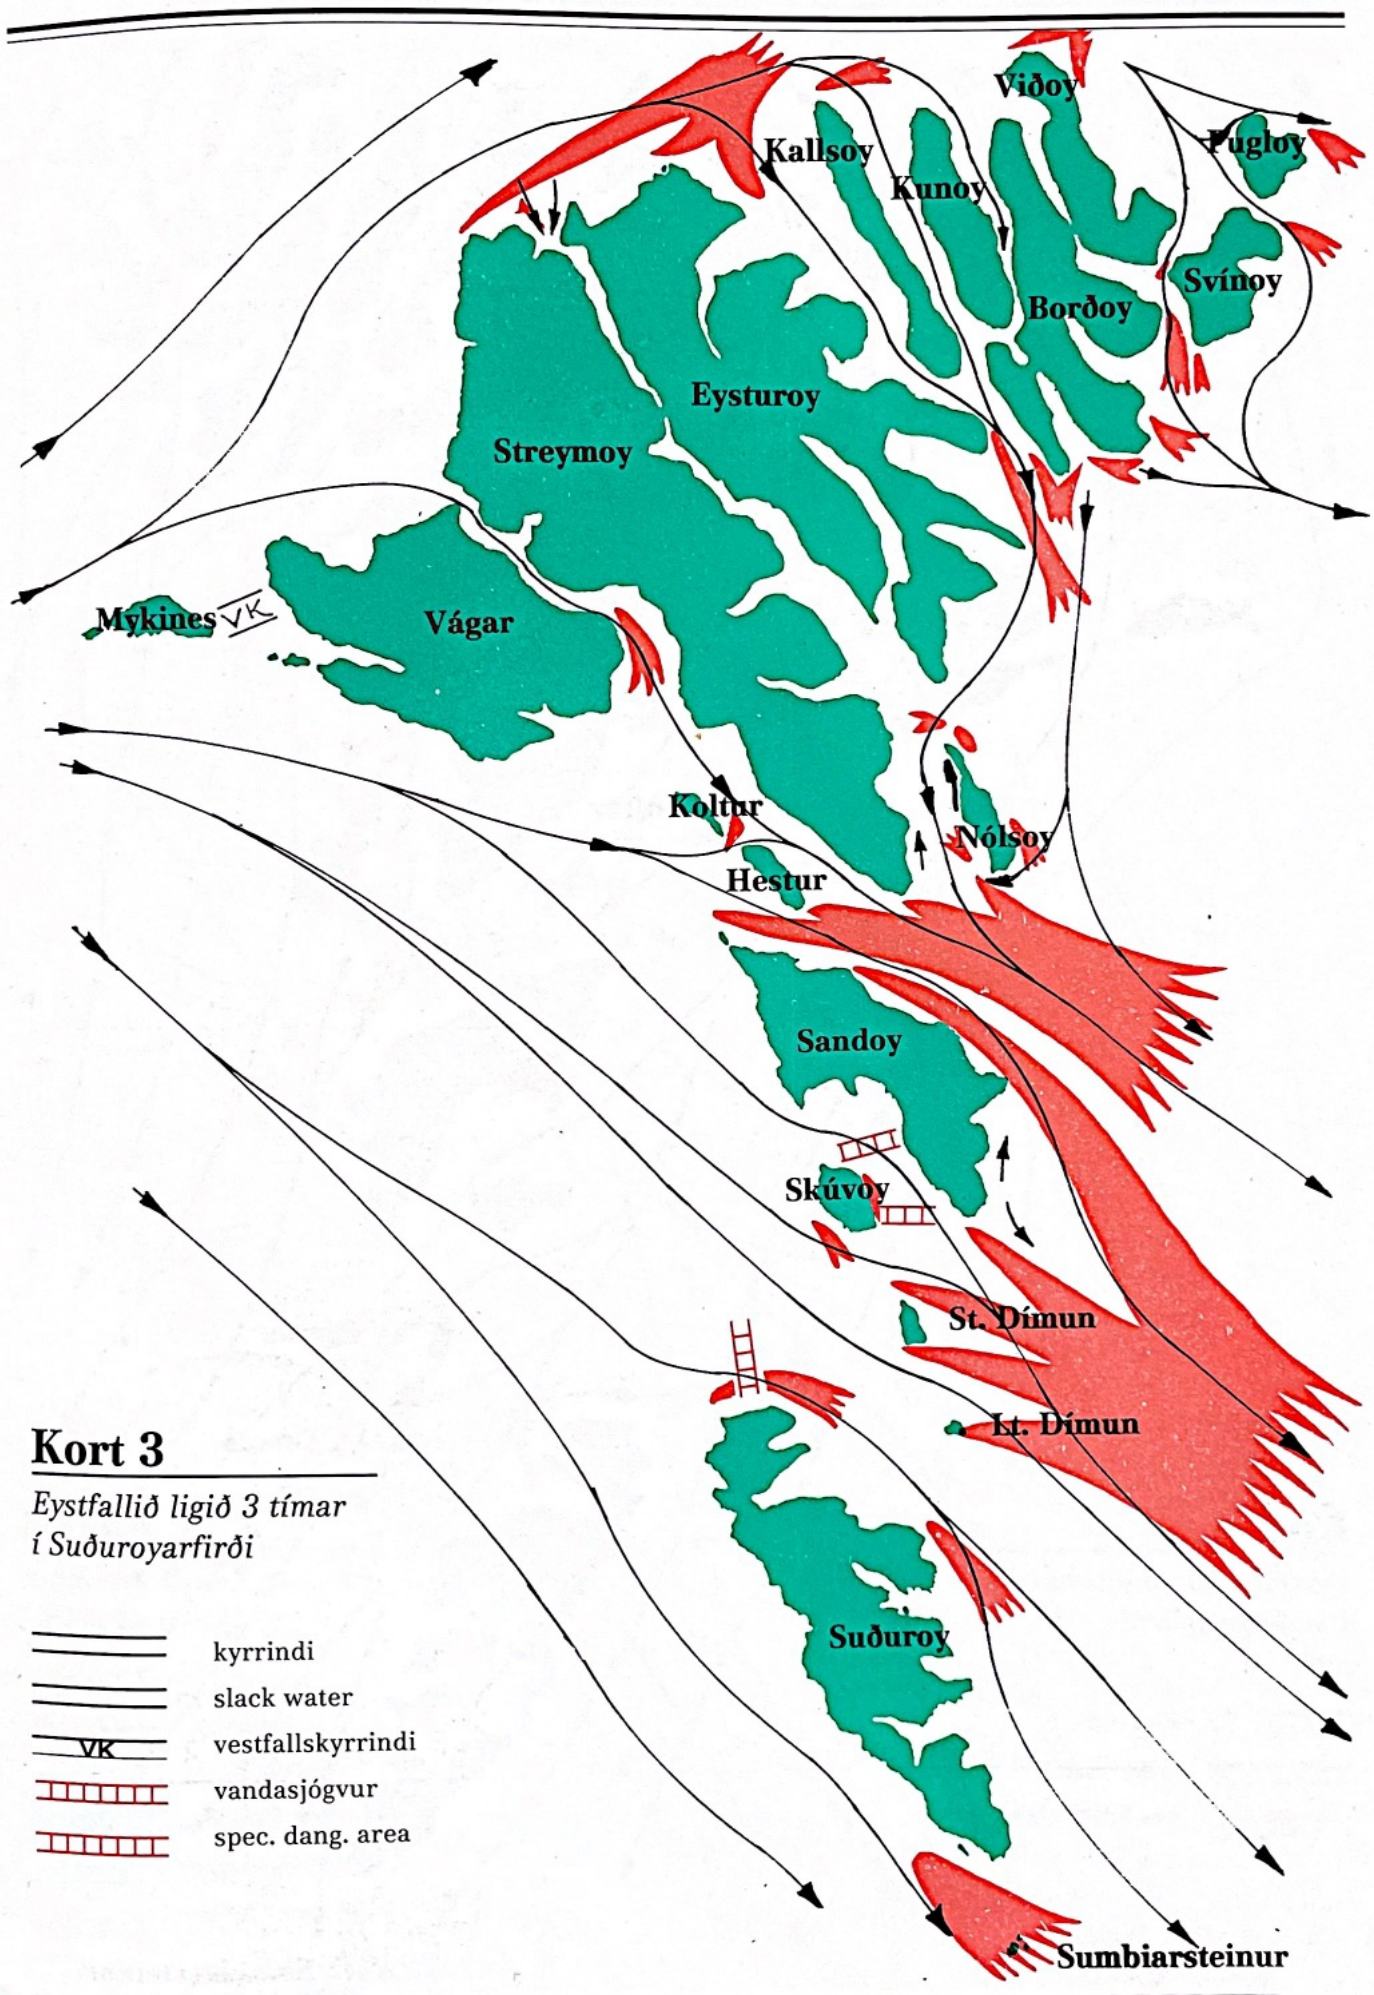 Viðoy
Fugloy
Kallsoy
Kunoy
Svínoy
Borðoy
Eysturoy
Streymoy
Mykines
VK
Vágar
Koltur
Nólsoy
Hestur
Sandoy
Skúvoy
St. Dímun
Lt. Dímun
Kort 3
Eystfallið ligið 3 tímar
í Suðuroyarfirði
Suðuroy
kyrrindi
slack water
VK vestfallskyrrindi
vandasjógvur
spec. dang. area
Sumbiarsteinur